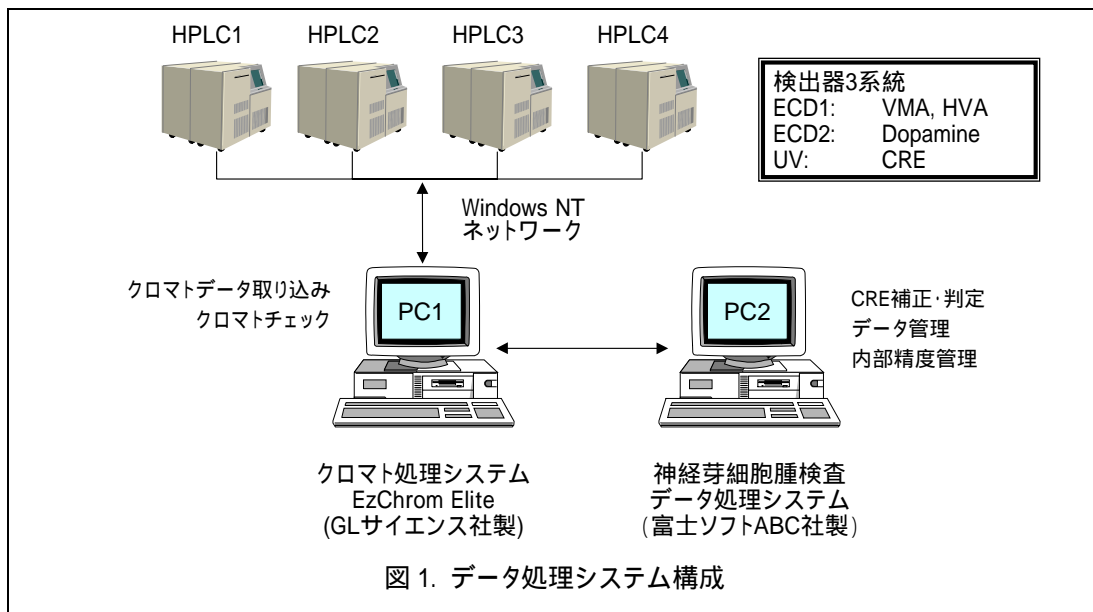 HPLC1 HPLC2 HPLC3 HPLC4
検出器3系統
ECD1: VMA, HVA
ECD2: Dopamine
UV: CRE
Windows NT
ネットワーク
クロマトデータ取り込み
クロマトチェック
PC1
PC2
CRE補正・判定
データ管理
内部精度管理
クロマト処理システム
EzChrom Elite
(GLサイエンス社製)
神経芽細胞腫検査
データ処理システム
(富士ソフトABC社製)
図 1. データ処理システム構成